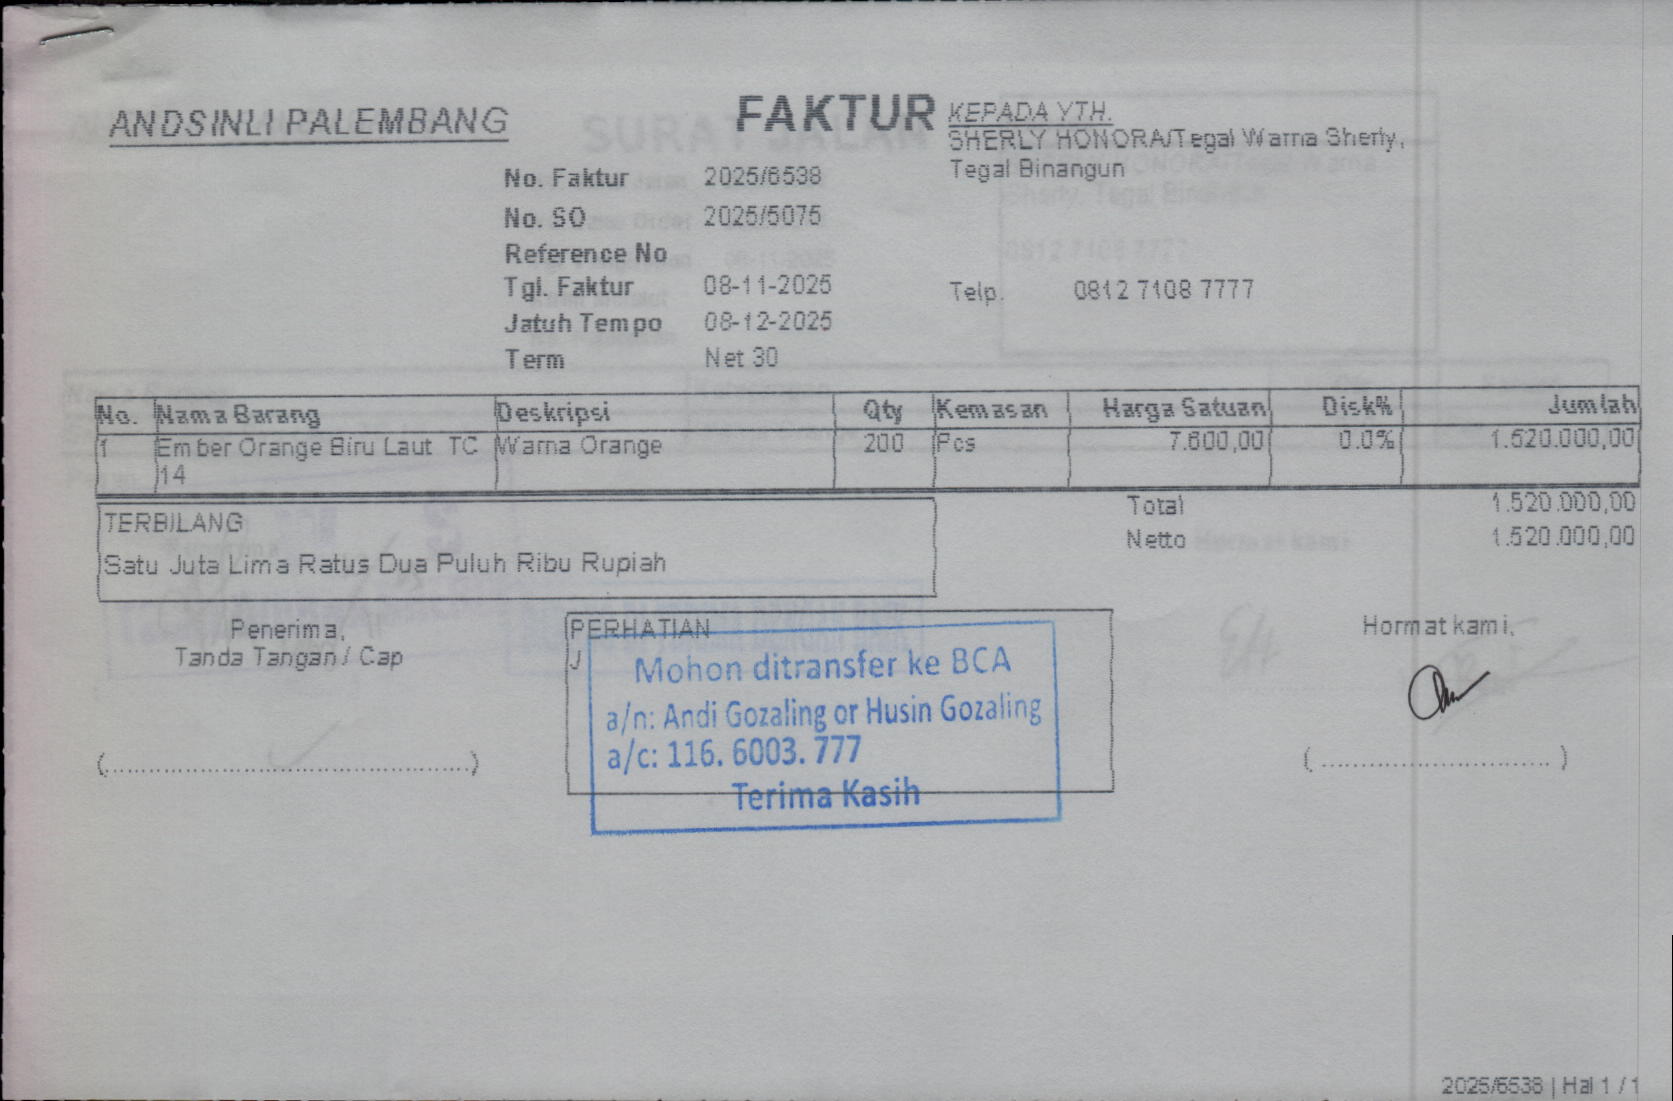 ANDSINLI PALEMBANG
FAKTUR
KEPADA YTH.
SHERLY HONORA/Tegal Warna Sherly,
Tegal Binangun
No. Faktur 2025/6538
No. SO 2025/5075
Reference No
Tgl. Faktur 08-11-2025
Telp. 0812 7108 7777
Jatuh Tempo 08-12-2025
Term Net 30
No. Nama Barang Deskripsi Qty Kemasan Harga Satuan Disk% Jumlah
1 Ember Orange Biru Laut TC Warna Orange 200 Pcs 7.600,00 0.0% 1.520.000,00
14
Total 1.520.000,00
Netto 1.520.000,00
TERBILANG
Satu Juta Lima Ratus Dua Puluh Ribu Rupiah
Penerima,
Tanda Tangan / Cap
(......................................................)
PERHATIAN
J
Mohon ditransfer ke BCA
a/n: Andi Gozaling or Husin Gozaling
a/c: 116. 6003. 777
Terima Kasih
Hormat kami,
(..................................)
2025/6538 | Hal 1 / 1